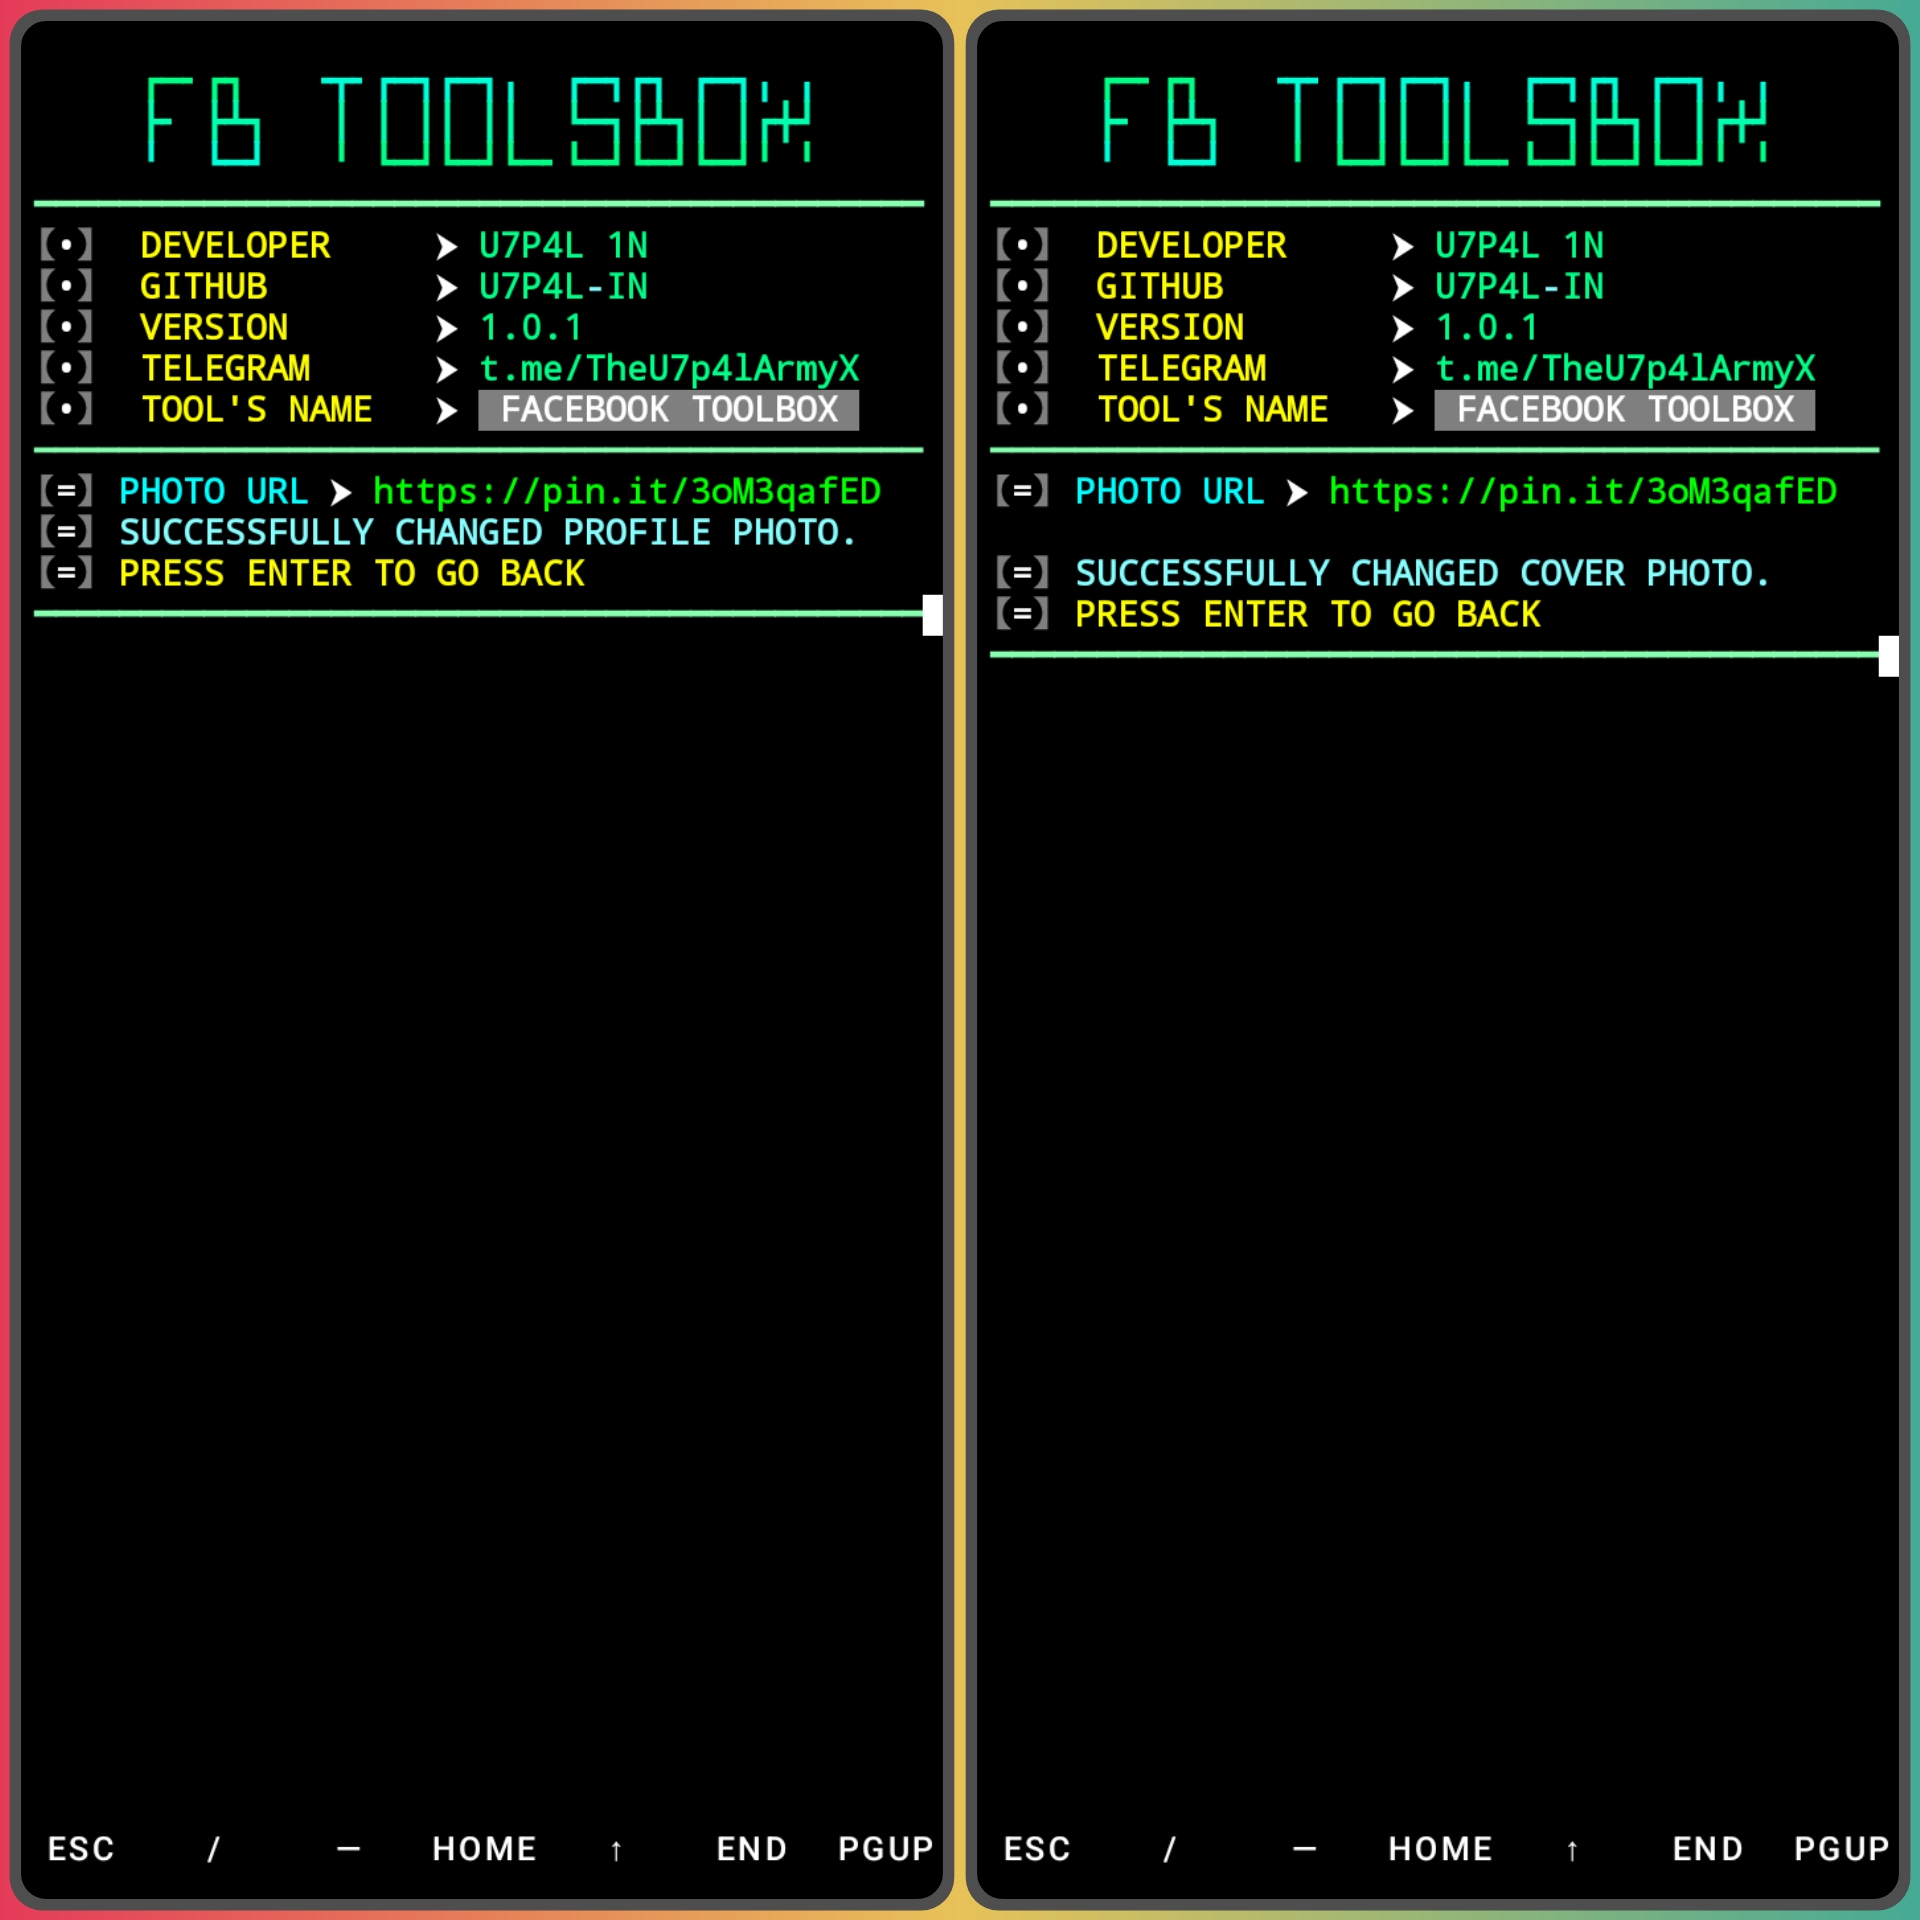 FB TOOLSBOX
(•) DEVELOPER ➤ U7P4L 1N
(•) GITHUB ➤ U7P4L-IN
(•) VERSION ➤ 1.0.1
(•) TELEGRAM ➤ t.me/TheU7p4lArmyX
(•) TOOL'S NAME ➤ FACEBOOK TOOLBOX
(=) PHOTO URL ➤ https://pin.it/3oM3qafED
(=) SUCCESSFULLY CHANGED PROFILE PHOTO.
(=) PRESS ENTER TO GO BACK
ESC / — HOME ↑ END PGUP
FB TOOLSBOX
(•) DEVELOPER ➤ U7P4L 1N
(•) GITHUB ➤ U7P4L-IN
(•) VERSION ➤ 1.0.1
(•) TELEGRAM ➤ t.me/TheU7p4lArmyX
(•) TOOL'S NAME ➤ FACEBOOK TOOLBOX
(=) PHOTO URL ➤ https://pin.it/3oM3qafED
(=) SUCCESSFULLY CHANGED COVER PHOTO.
(=) PRESS ENTER TO GO BACK
ESC / — HOME ↑ END PGUP